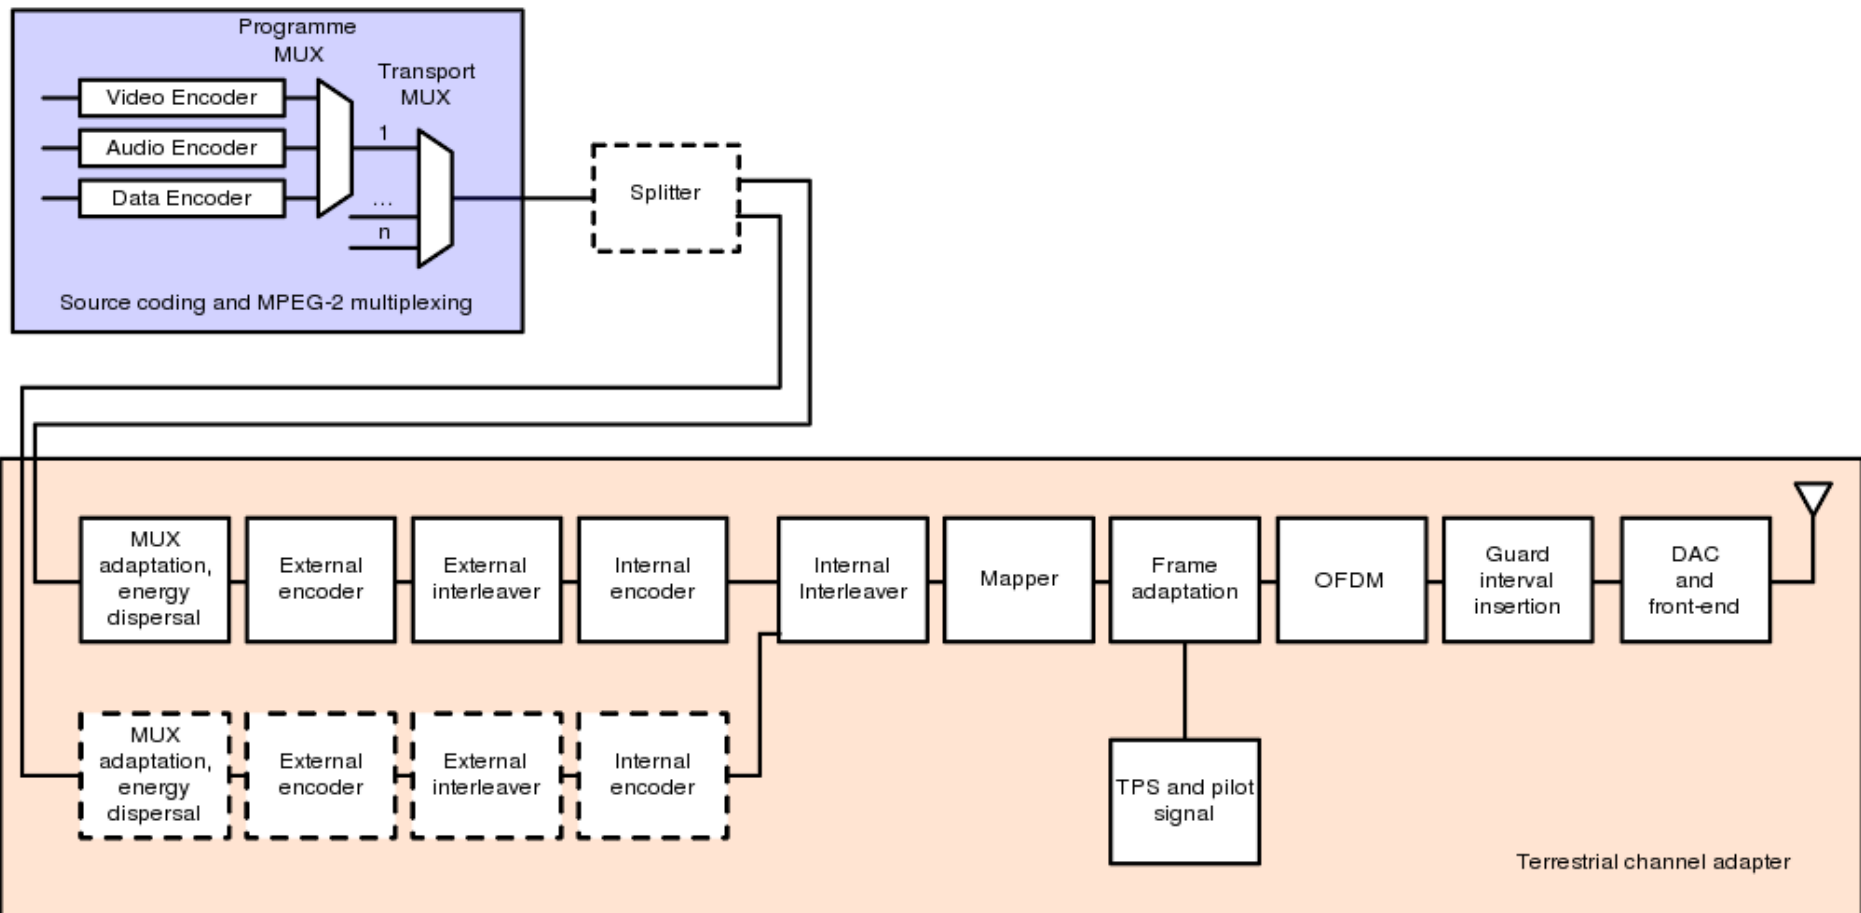 Programme
MUX
Transport
MUX
Video Encoder
1
Audio Encoder
Data Encoder
...
n
Source coding and MPEG-2 multiplexing
Splitter
MUX
adaptation,
energy
dispersal
External
encoder
External
interleaver
Internal
encoder
Internal
Interleaver
Mapper
Frame
adaptation
OFDM
Guard
interval
insertion
DAC
and
front-end
MUX
adaptation,
energy
dispersal
External
encoder
External
interleaver
Internal
encoder
TPS and pilot
signal
Terrestrial channel adapter